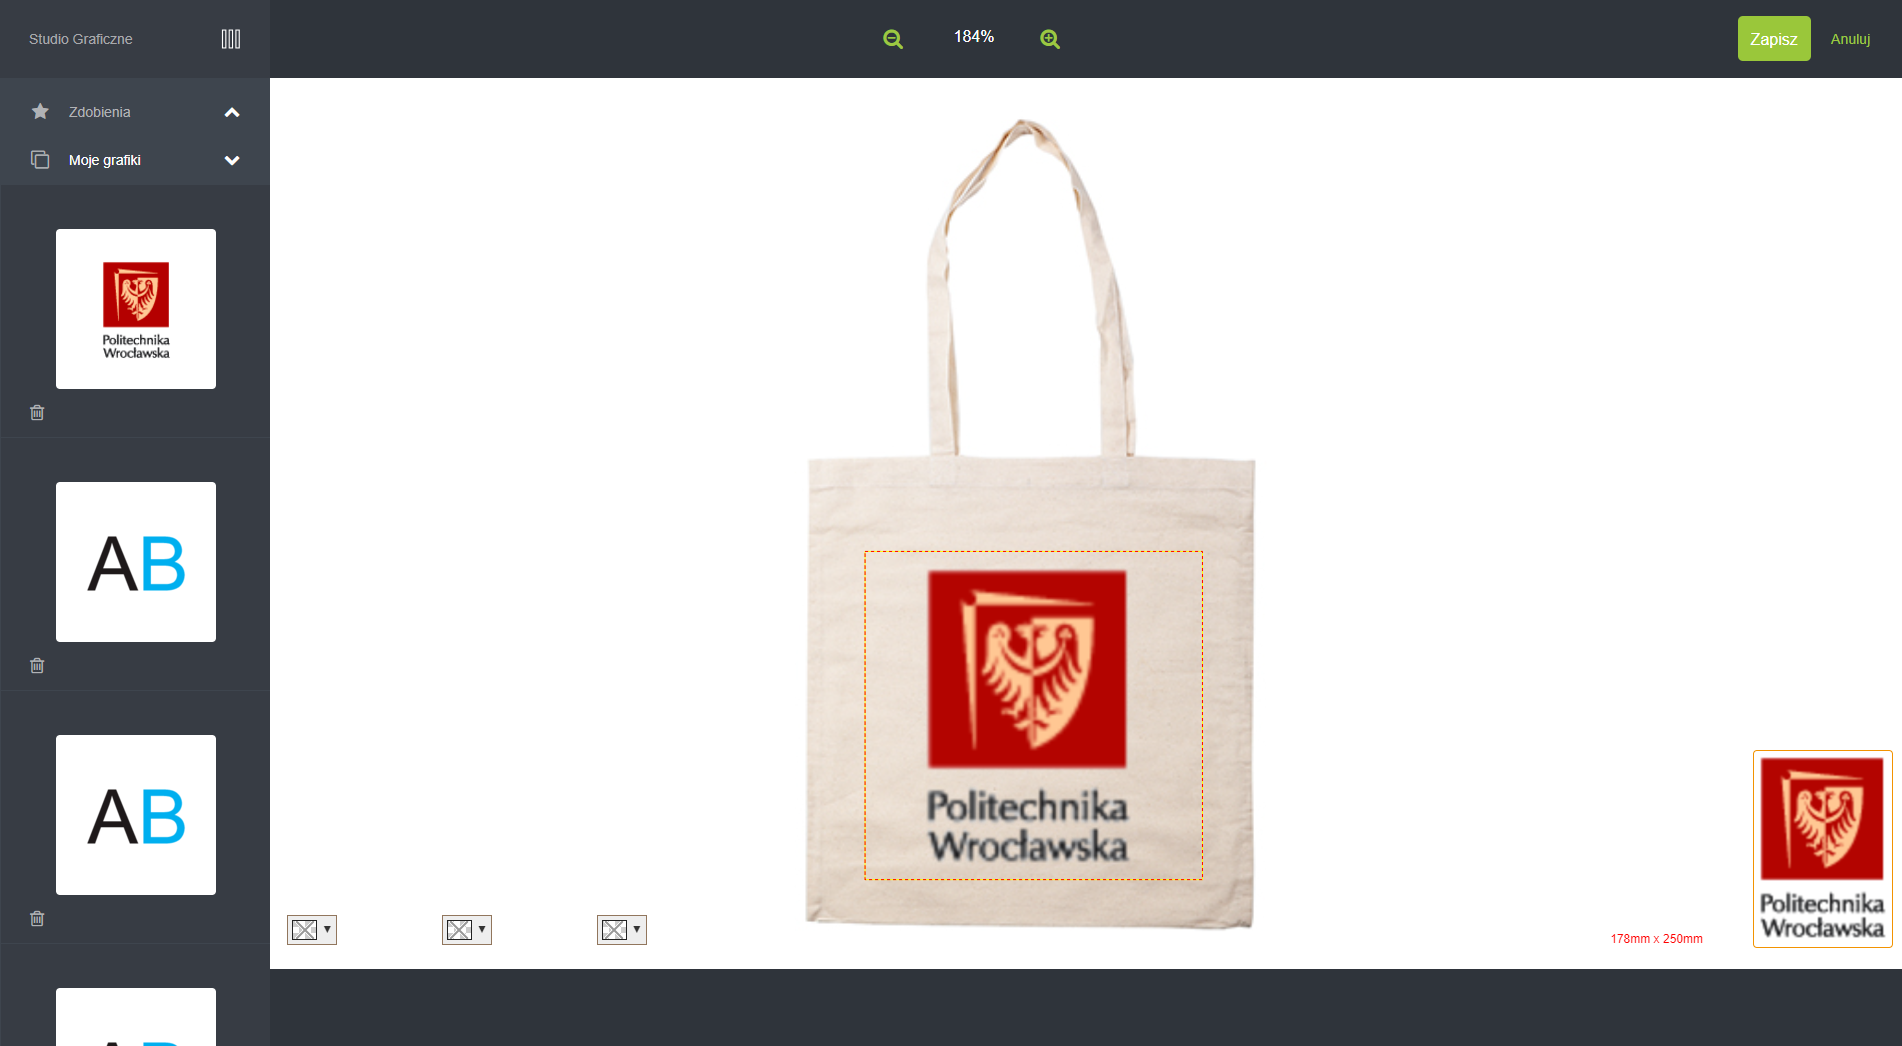 Studio Graficzne
184%
Zapisz
Anuluj
Zdobienia
Moje grafiki
Politechnika
Wrocławska
AB
AB
Politechnika
Wrocławska
178mm x 250mm
Politechnika
Wrocławska